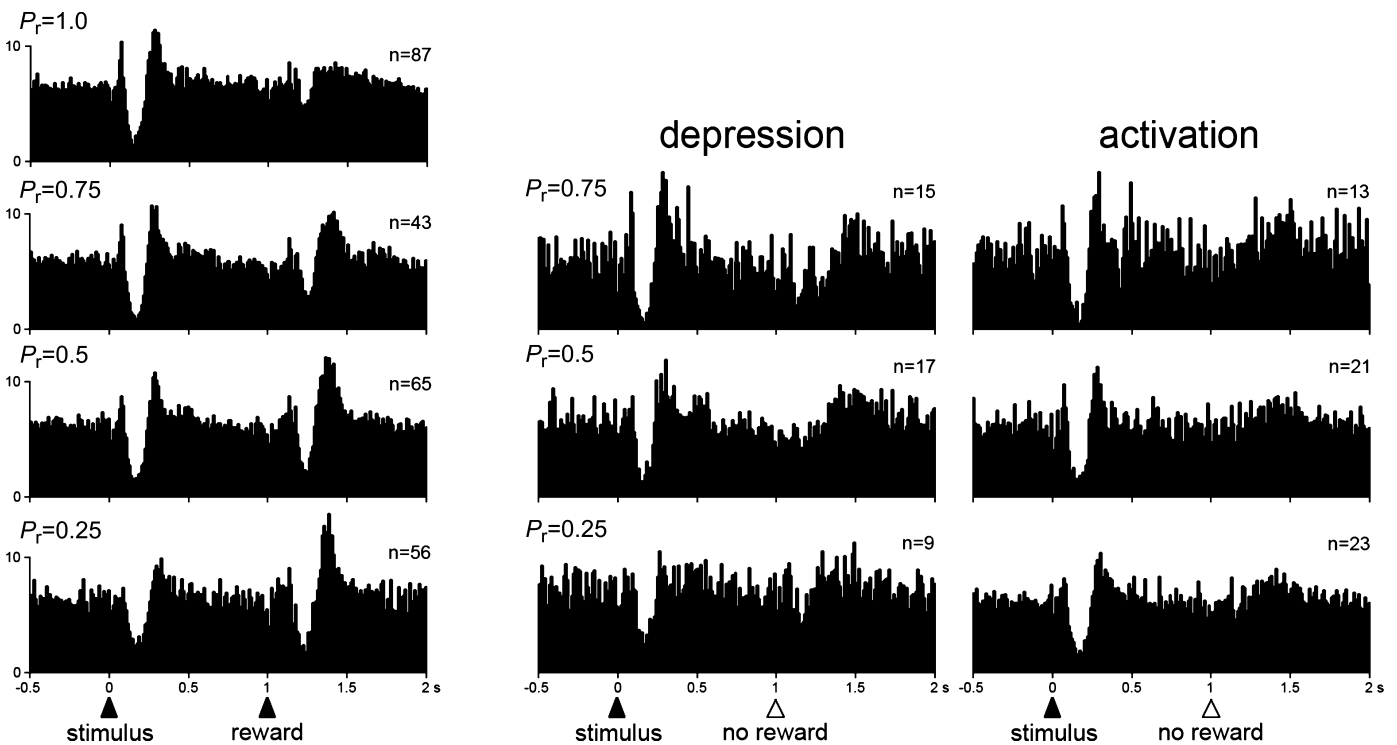 Pr=1.0
10
n=87
0
Pr=0.75
10
n=43
0
Pr=0.5
10
n=65
0
Pr=0.25
10
n=56
0
-0.5 0 0.5 1 1.5 2 s
stimulus reward
depression
Pr=0.75
n=15
Pr=0.5
n=17
Pr=0.25
n=9
-0.5 0 0.5 1 1.5 2 s
stimulus no reward
activation
n=13
n=21
n=23
-0.5 0 0.5 1 1.5 2 s
stimulus no reward